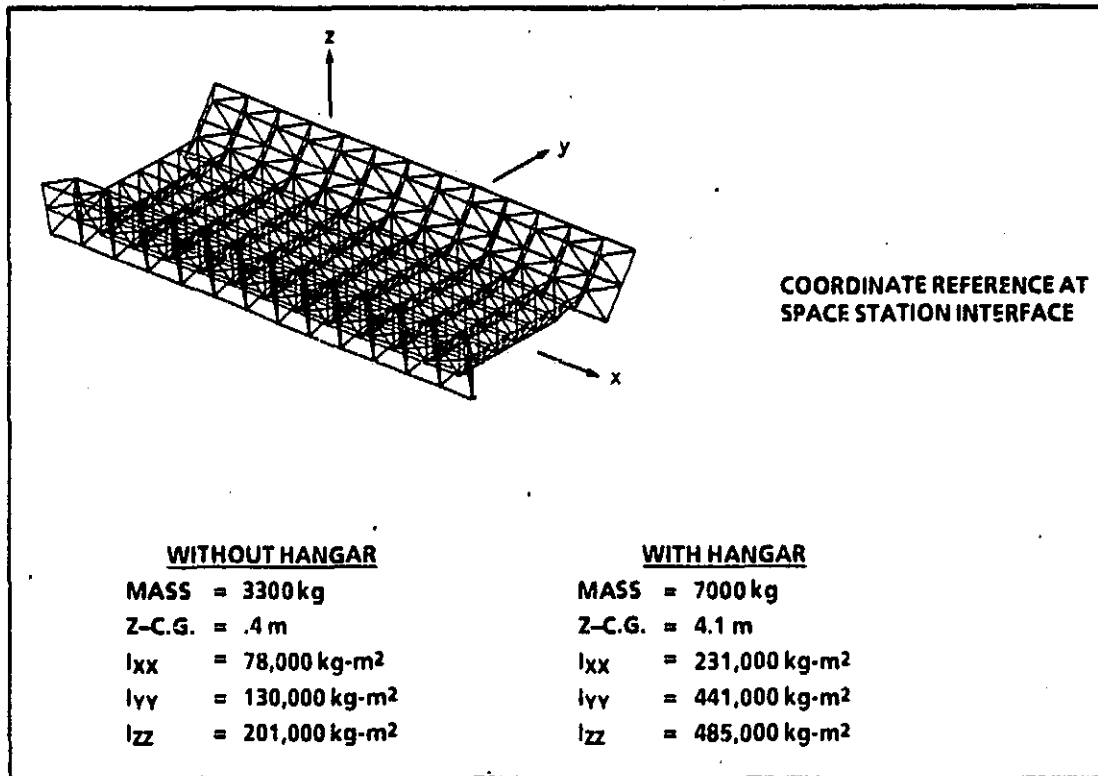 z
y
x
COORDINATE REFERENCE AT
SPACE STATION INTERFACE
WITHOUT HANGAR
MASS = 3300 kg
Z-C.G. = .4 m
IXX = 78,000 kg-m²
IYY = 130,000 kg-m²
IZZ = 201,000 kg-m²
WITH HANGAR
MASS = 7000 kg
Z-C.G. = 4.1 m
IXX = 231,000 kg-m²
IYY = 441,000 kg-m²
IZZ = 485,000 kg-m²